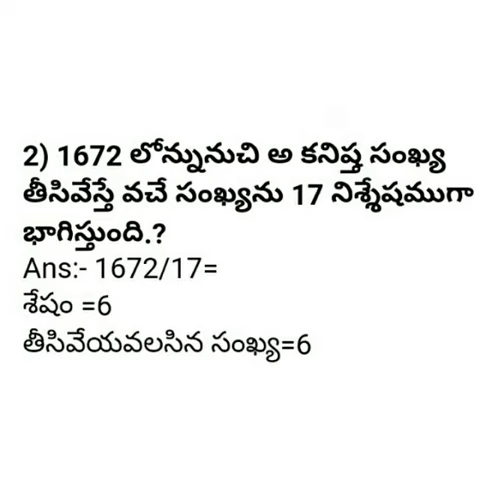 2) 1672 లోన్నునుచి అ కనిష్త సంఖ్య
తీసివేస్తే వచే సంఖ్యను 17 నిశ్శేషముగా
భాగిస్తుంది.?
Ans:- 1672/17=
శేషం =6
తీసివేయవలసిన సంఖ్య=6